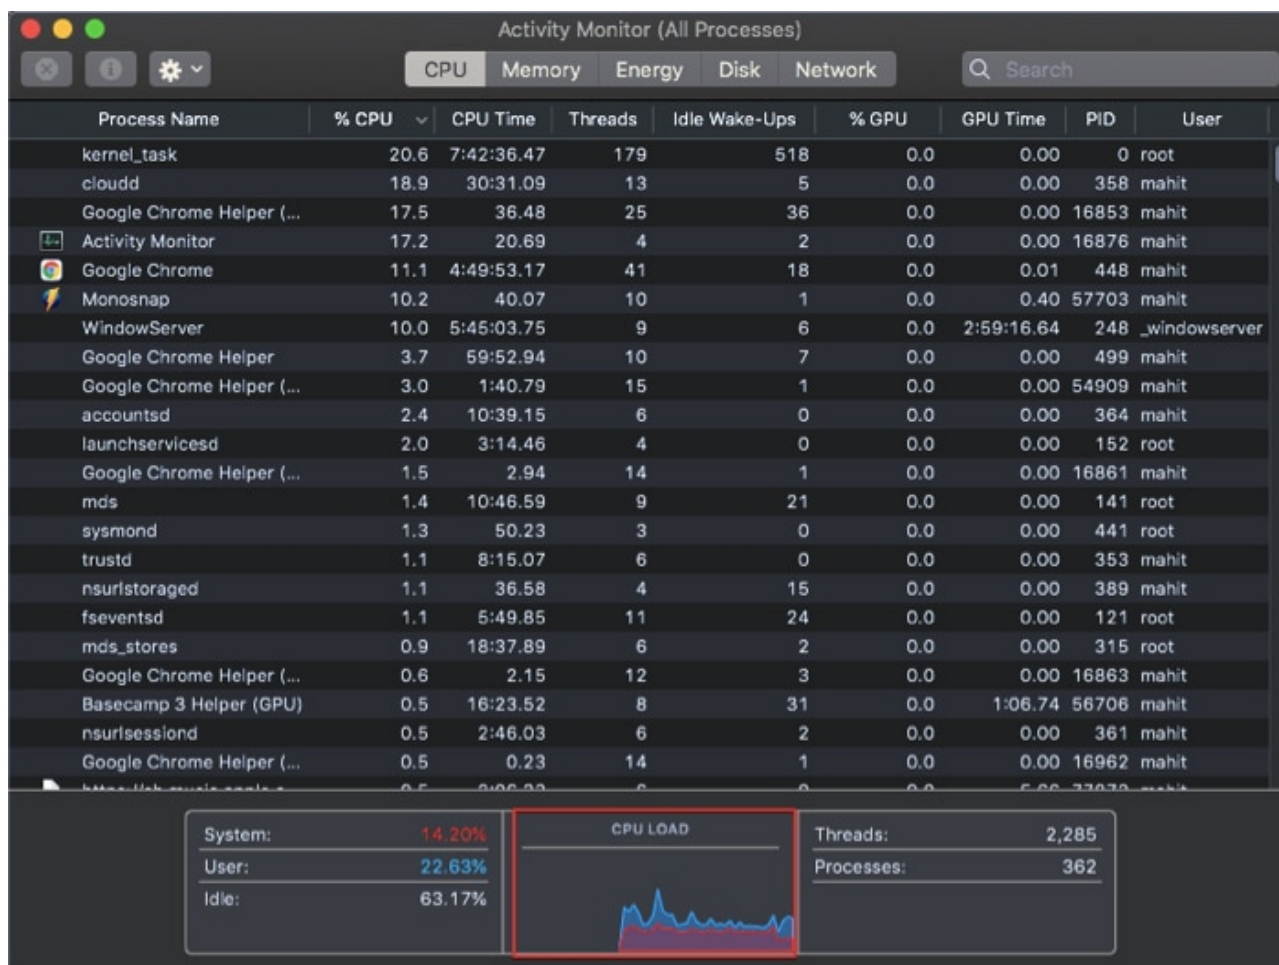 Activity Monitor (All Processes)
CPU Memory Energy Disk Network Search
Process Name % CPU CPU Time Threads Idle Wake-Ups % GPU GPU Time PID User
kernel_task 20.6 7:42:36.47 179 518 0.0 0.00 0 root
cloudd 18.9 30:31.09 13 5 0.0 0.00 358 mahit
Google Chrome Helper (... 17.5 36.48 25 36 0.0 0.00 16853 mahit
Activity Monitor 17.2 20.69 4 2 0.0 0.00 16876 mahit
Google Chrome 11.1 4:49:53.17 41 18 0.0 0.01 448 mahit
Monosnap 10.2 40.07 10 1 0.0 0.40 57703 mahit
WindowServer 10.0 5:45:03.75 9 6 0.0 2:59:16.64 248 _windowserver
Google Chrome Helper 3.7 59:52.94 10 7 0.0 0.00 499 mahit
Google Chrome Helper (... 3.0 1:40.79 15 1 0.0 0.00 54909 mahit
accountsd 2.4 10:39.15 6 0 0.0 0.00 364 mahit
launchservicesd 2.0 3:14.46 4 0 0.0 0.00 152 root
Google Chrome Helper (... 1.5 2.94 14 1 0.0 0.00 16861 mahit
mds 1.4 10:46.59 9 21 0.0 0.00 141 root
sysmond 1.3 50.23 3 0 0.0 0.00 441 root
trustd 1.1 8:15.07 6 0 0.0 0.00 353 mahit
nsurlstoraged 1.1 36.58 4 15 0.0 0.00 389 mahit
fseventsd 1.1 5:49.85 11 24 0.0 0.00 121 root
mds_stores 0.9 18:37.89 6 2 0.0 0.00 315 root
Google Chrome Helper (... 0.6 2.15 12 3 0.0 0.00 16863 mahit
Basecamp 3 Helper (GPU) 0.5 16:23.52 8 31 0.0 1:06.74 56706 mahit
nsurlsessiond 0.5 2:46.03 6 2 0.0 0.00 361 mahit
Google Chrome Helper (... 0.5 0.23 14 1 0.0 0.00 16962 mahit
System: 14.20%
User: 22.63%
Idle: 63.17%
CPU LOAD
Threads: 2,285
Processes: 362